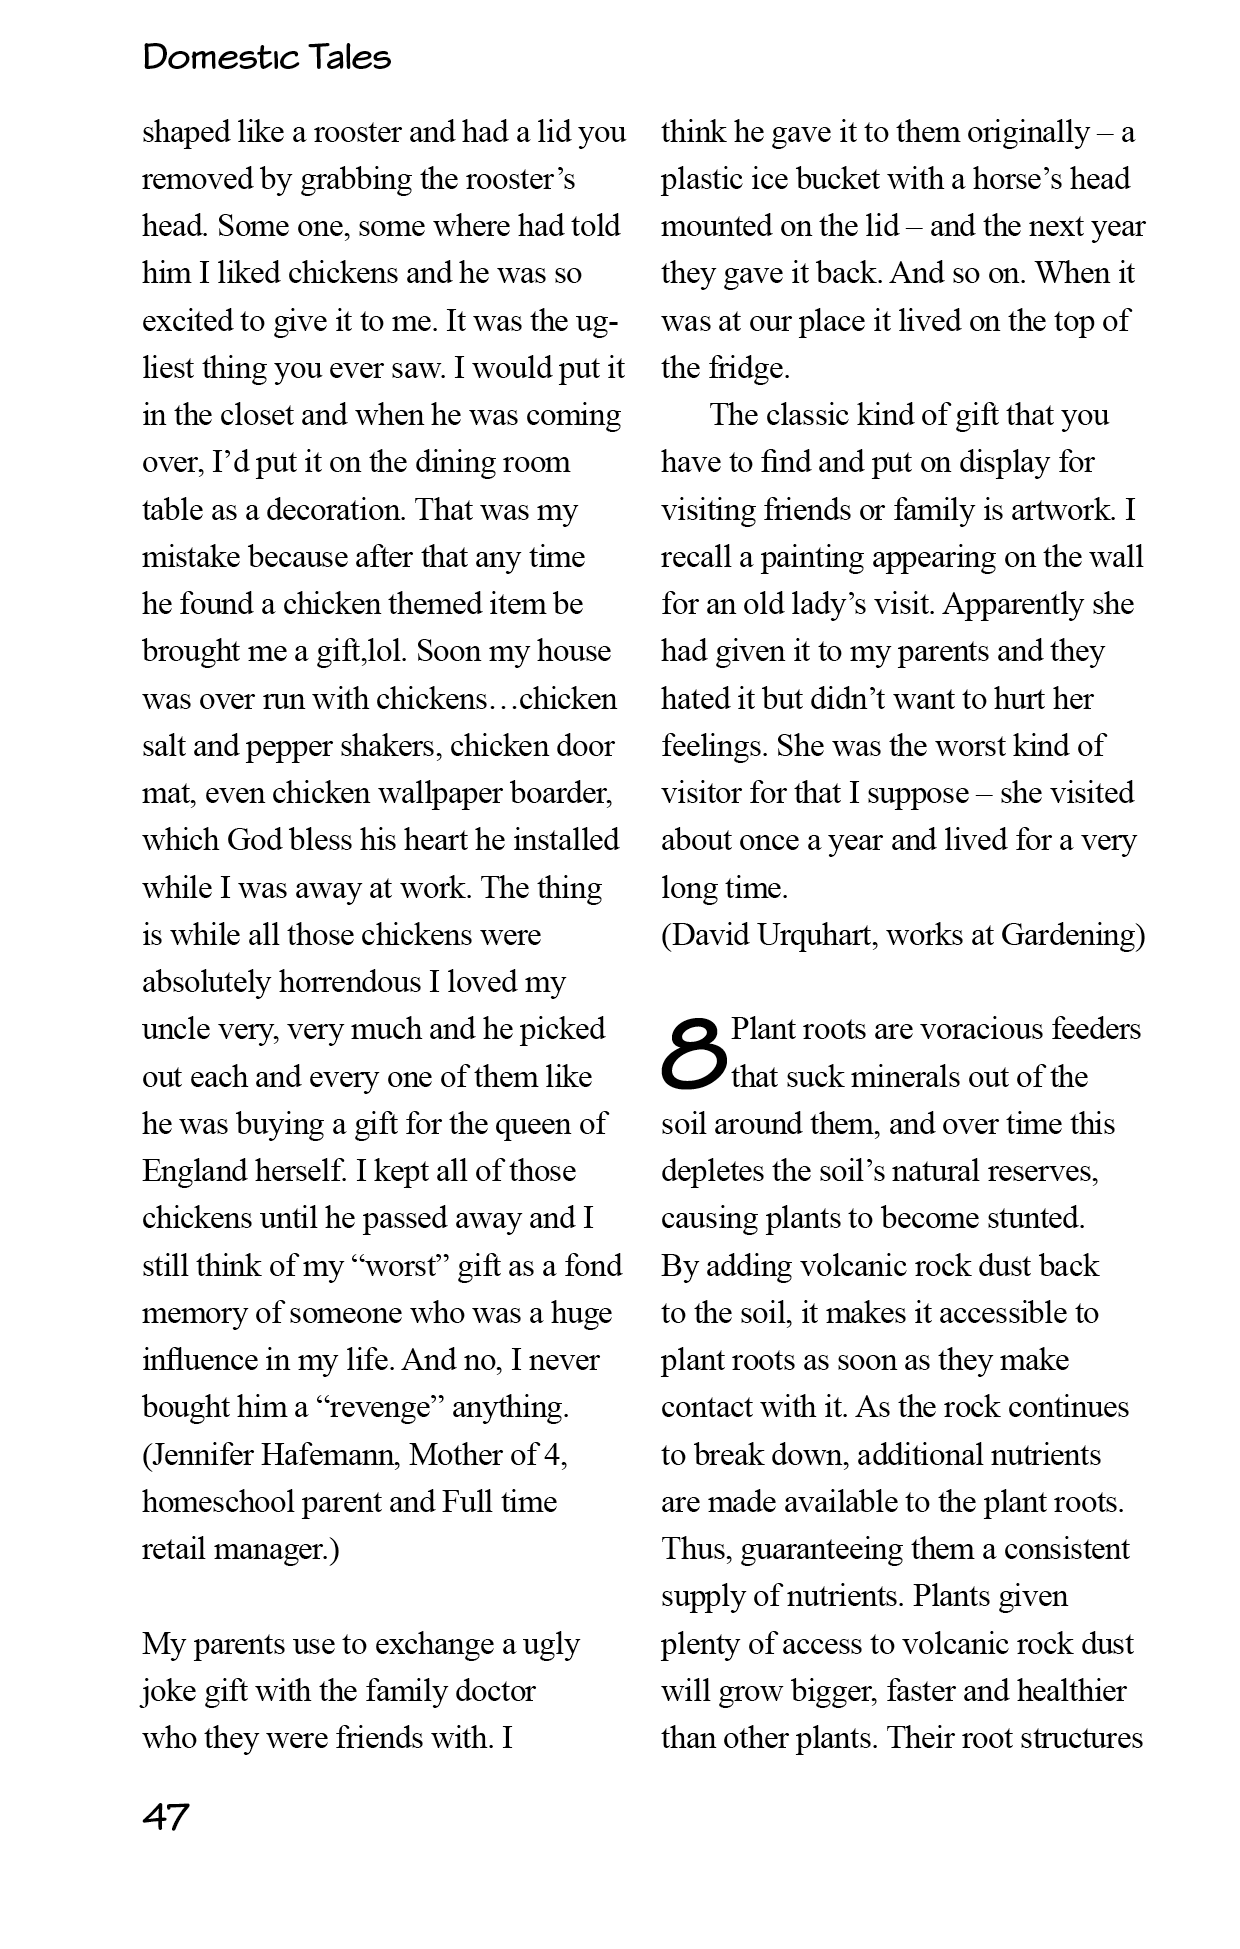 Domestic Tales
shaped like a rooster and had a lid you
removed by grabbing the rooster’s
head. Some one, some where had told
him I liked chickens and he was so
excited to give it to me. It was the ug-
liest thing you ever saw. I would put it
in the closet and when he was coming
over, I’d put it on the dining room
table as a decoration. That was my
mistake because after that any time
he found a chicken themed item be
brought me a gift,lol. Soon my house
was over run with chickens…chicken
salt and pepper shakers, chicken door
mat, even chicken wallpaper boarder,
which God bless his heart he installed
while I was away at work. The thing
is while all those chickens were
absolutely horrendous I loved my
uncle very, very much and he picked
out each and every one of them like
he was buying a gift for the queen of
England herself. I kept all of those
chickens until he passed away and I
still think of my “worst” gift as a fond
memory of someone who was a huge
influence in my life. And no, I never
bought him a “revenge” anything.
(Jennifer Hafemann, Mother of 4,
homeschool parent and Full time
retail manager.)
My parents use to exchange a ugly
joke gift with the family doctor
who they were friends with. I
think he gave it to them originally – a
plastic ice bucket with a horse’s head
mounted on the lid – and the next year
they gave it back. And so on. When it
was at our place it lived on the top of
the fridge.
The classic kind of gift that you
have to find and put on display for
visiting friends or family is artwork. I
recall a painting appearing on the wall
for an old lady’s visit. Apparently she
had given it to my parents and they
hated it but didn’t want to hurt her
feelings. She was the worst kind of
visitor for that I suppose – she visited
about once a year and lived for a very
long time.
(David Urquhart, works at Gardening)
8 Plant roots are voracious feeders
that suck minerals out of the
soil around them, and over time this
depletes the soil’s natural reserves,
causing plants to become stunted.
By adding volcanic rock dust back
to the soil, it makes it accessible to
plant roots as soon as they make
contact with it. As the rock continues
to break down, additional nutrients
are made available to the plant roots.
Thus, guaranteeing them a consistent
supply of nutrients. Plants given
plenty of access to volcanic rock dust
will grow bigger, faster and healthier
than other plants. Their root structures
47